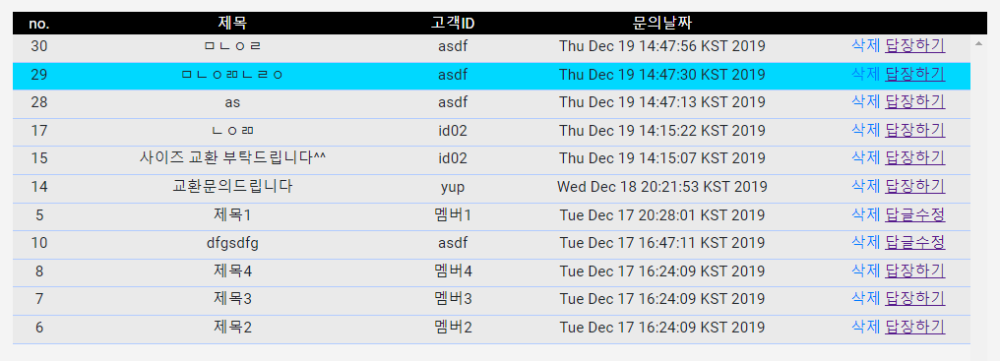 no. 제목 고객ID 문의날짜
30 ㅁㄴㅇㄹ asdf Thu Dec 19 14:47:56 KST 2019 삭제 답장하기
29 ㅁㄴㅇㄻㄴㄹㅇ asdf Thu Dec 19 14:47:30 KST 2019 삭제 답장하기
28 as asdf Thu Dec 19 14:47:13 KST 2019 삭제 답장하기
17 ㄴㅇㄻ id02 Thu Dec 19 14:15:22 KST 2019 삭제 답장하기
15 사이즈 교환 부탁드립니다^^ id02 Thu Dec 19 14:15:07 KST 2019 삭제 답장하기
14 교환문의드립니다 yup Wed Dec 18 20:21:53 KST 2019 삭제 답장하기
5 제목1 멤버1 Tue Dec 17 20:28:01 KST 2019 삭제 답글수정
10 dfgsdfg asdf Tue Dec 17 16:47:11 KST 2019 삭제 답글수정
8 제목4 멤버4 Tue Dec 17 16:24:09 KST 2019 삭제 답장하기
7 제목3 멤버3 Tue Dec 17 16:24:09 KST 2019 삭제 답장하기
6 제목2 멤버2 Tue Dec 17 16:24:09 KST 2019 삭제 답장하기